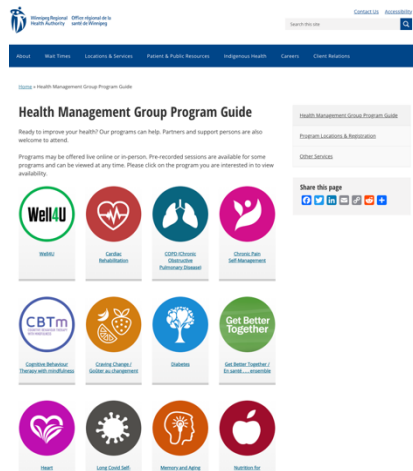 Contact Us Accessibility
Winnipeg Regional Office régional de la
Health Authority santé de Winnipeg
Search this site
About Wait Times Locations & Services Patient & Public Resources Indigenous Health Careers Client Relations
Home » Health Management Group Program Guide
Health Management Group Program Guide
Ready to improve your health? Our programs can help. Partners and support persons are also
welcome to attend.
Programs may be offered live online or in-person. Pre-recorded sessions are available for some
programs and can be viewed at any time. Please click on the program you are interested in to view
availability.
Health Management Group Program Guide
Program Locations & Registration
Other Services
Share this page
Well4U
Well4U
Cardiac
Rehabilitation
COPD (Chronic
Obstructive
Pulmonary Disease)
Chronic Pain
Self-Management
CBTm
Cognitive Behaviour
Therapy with mindfulness
Craving Change /
Goûter au changement
Diabetes
Get Better
Together
Get Better Together /
En santé . . . ensemble
Heart
Long Covid Self-
Memory and Aging
Nutrition for